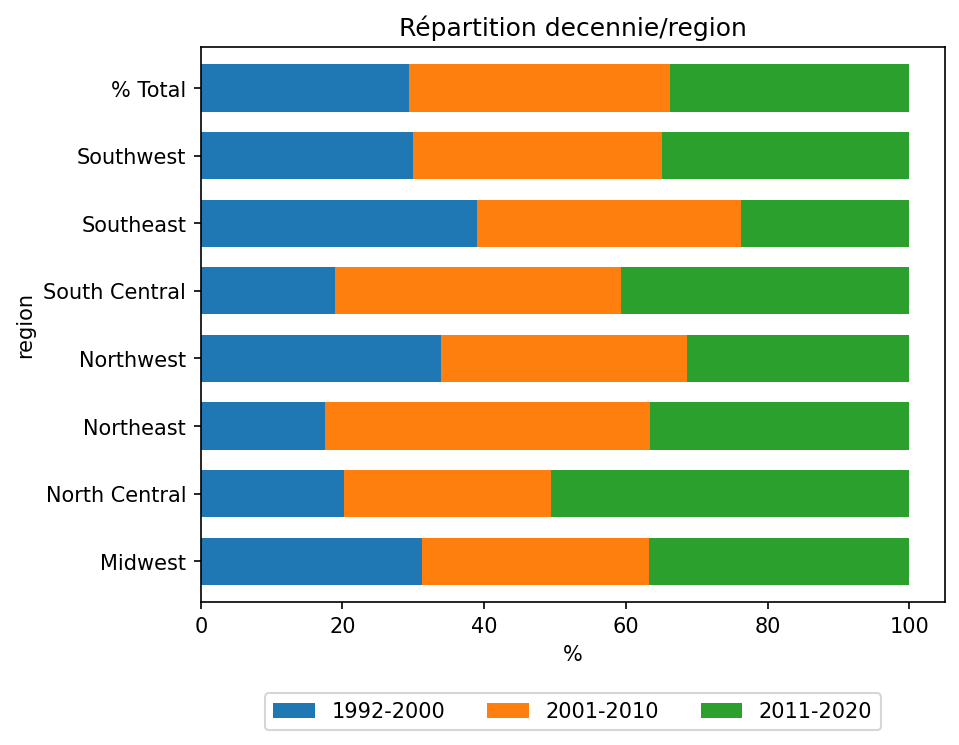 Répartition decennie/region
% Total
Southwest
Southeast
South Central
Northwest
Northeast
North Central
Midwest
region
0 20 40 60 80 100
%
1992-2000 2001-2010 2011-2020